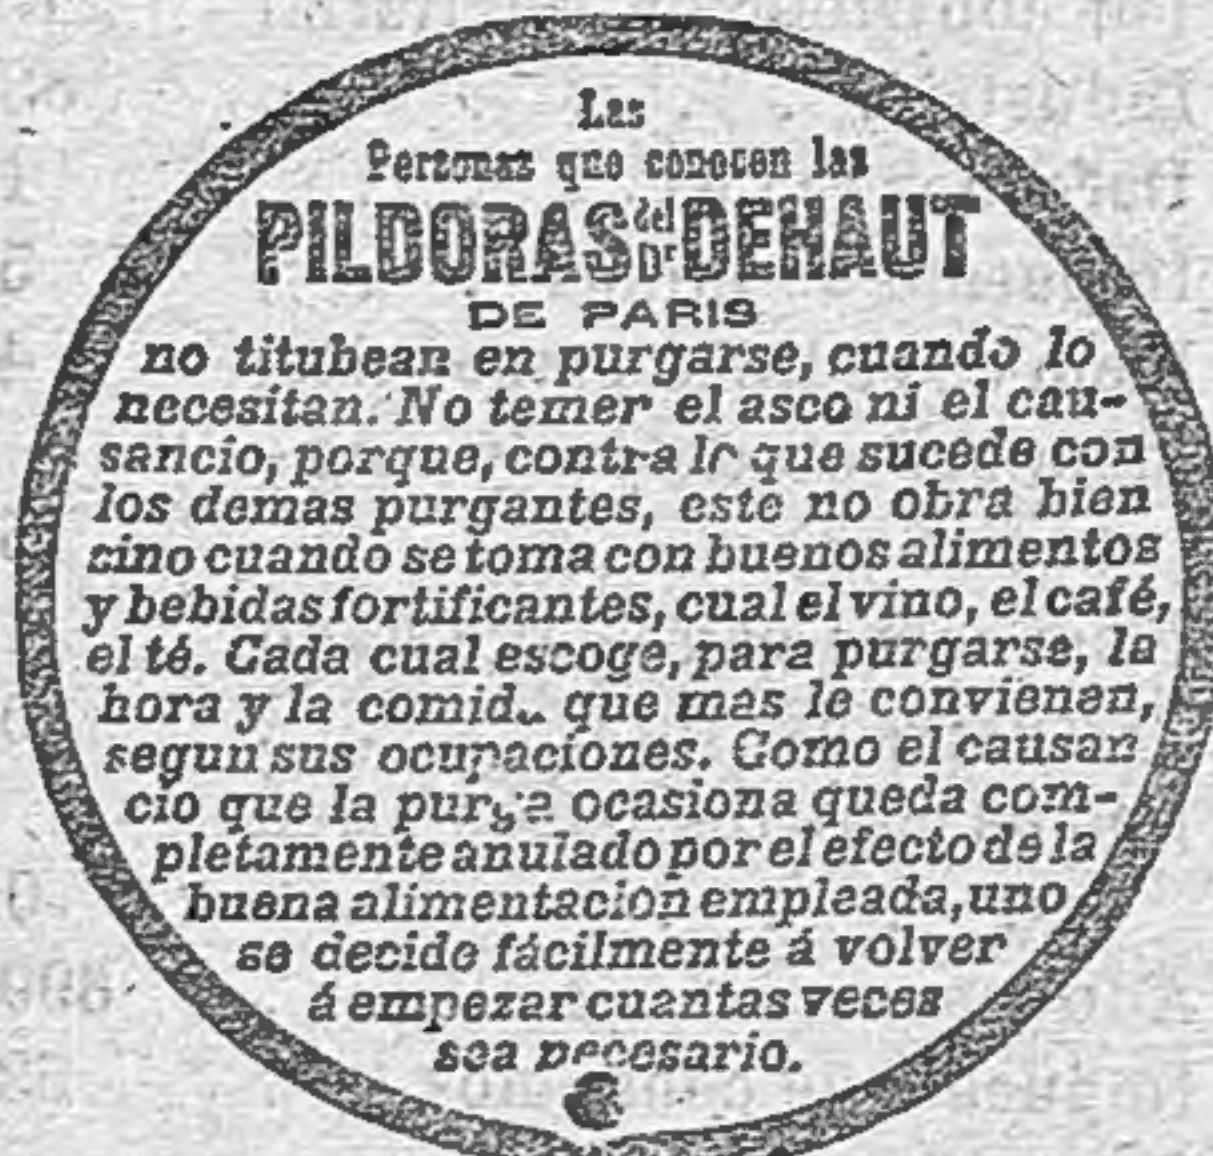 Las
Personas que conocen las
PILDORAS del Dr DEHAUT
DE PARIS
no titubean en purgarse, cuando lo
necesitan. No temer el asco ni el cau-
sancio, porque, contra lo que sucede con
los demas purgantes, este no obra bien
sino cuando se toma con buenos alimentos
y bebidas fortificantes, cual el vino, el café,
el té. Cada cual escoge, para purgarse, la
hora y la comida que mas le convienen,
segun sus ocupaciones. Como el causan
cio que la purga ocasiona queda com-
pletamente anulado por el efecto de la
buena alimentacion empleada, uno
se decide fácilmente á volver
á empezar cuantas veces
sea necesario.